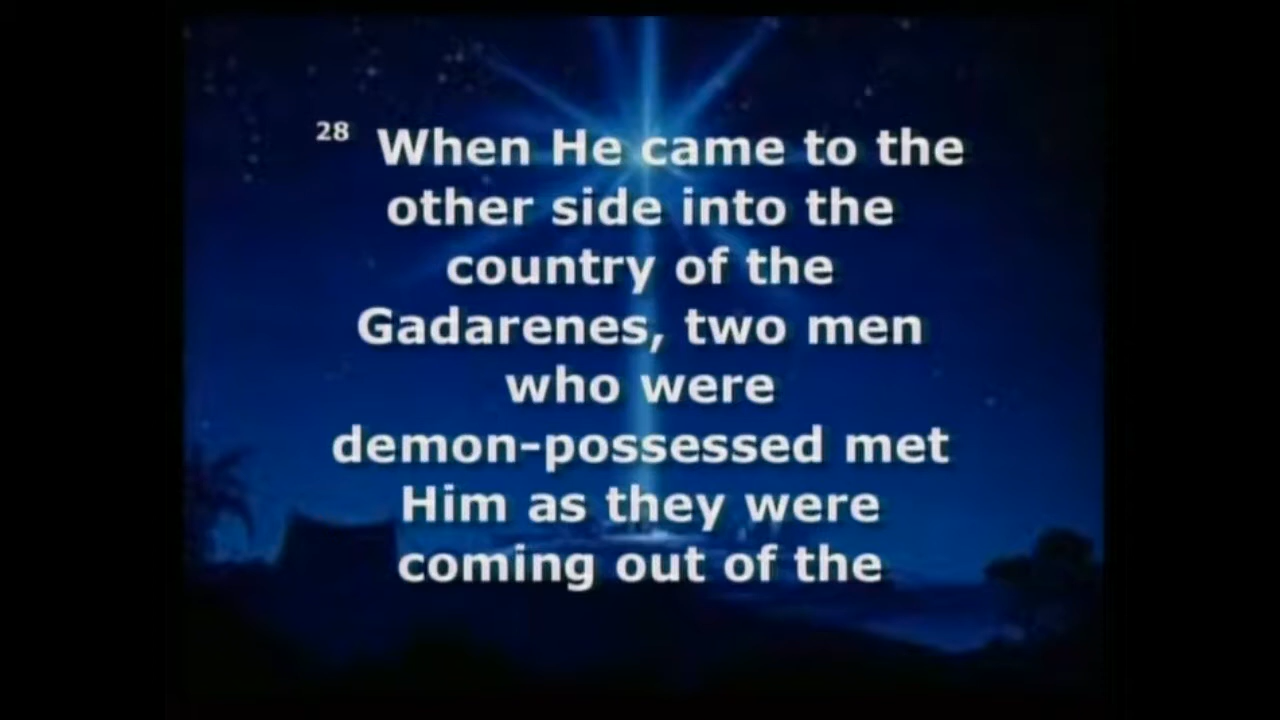 28 When He came to the
other side into the
country of the
Gadarenes, two men
who were
demon-possessed met
Him as they were
coming out of the